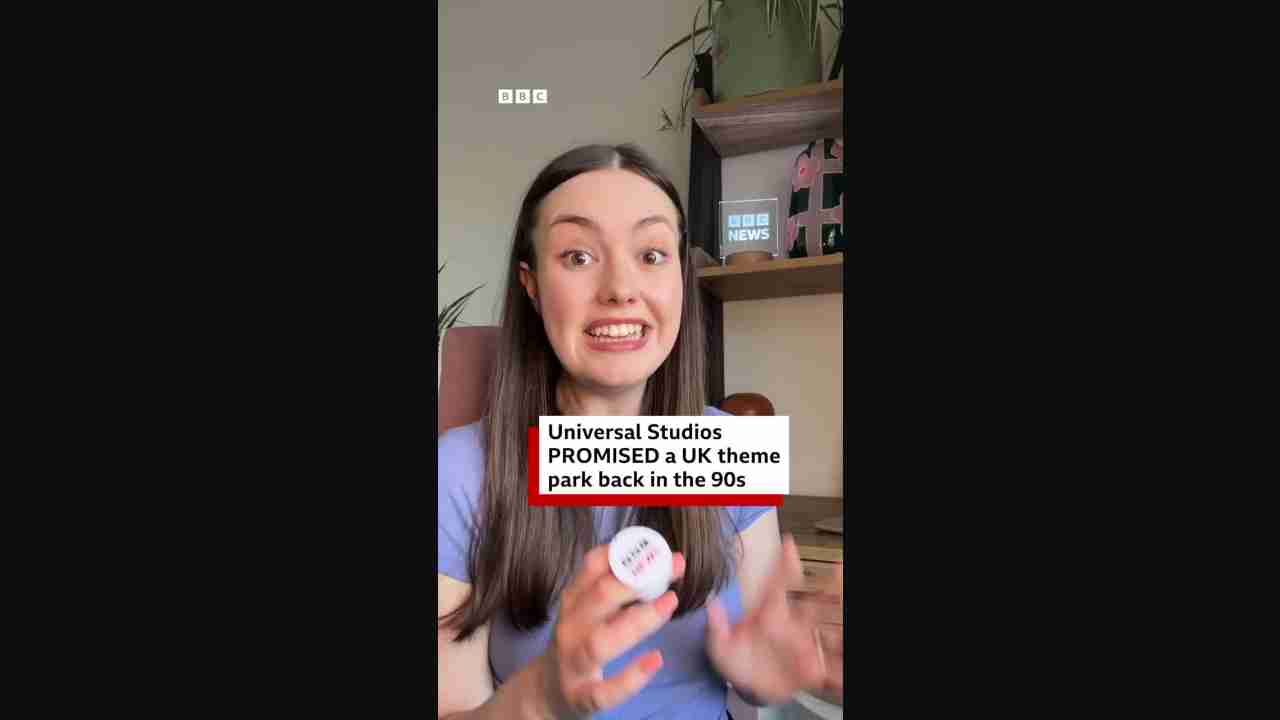 BBC
BBC
NEWS
Universal Studios
PROMISED a UK theme
park back in the 90s